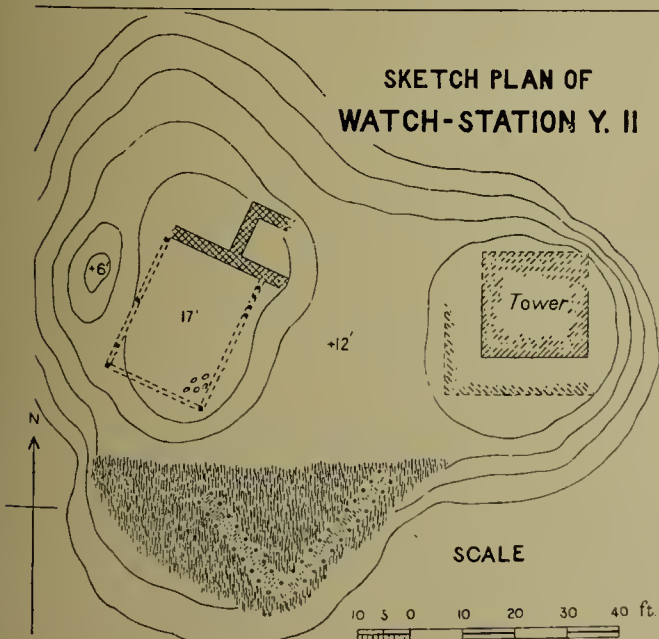 SKETCH PLAN OF
WATCH-STATION Y. II
+6'
17'
+12'
Tower
N
SCALE
10 5 0 10 20 30 40 ft.